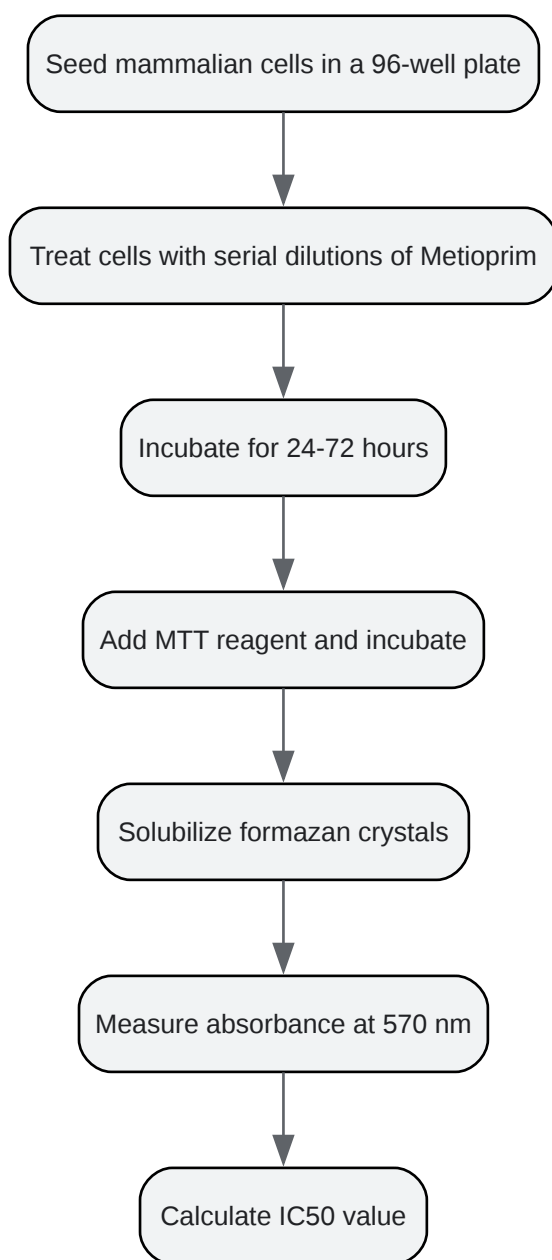 Seed mammalian cells in a 96-well plate
Treat cells with serial dilutions of Metioprim
Incubate for 24-72 hours
Add MTT reagent and incubate
Solubilize formazan crystals
Measure absorbance at 570 nm
Calculate IC50 value